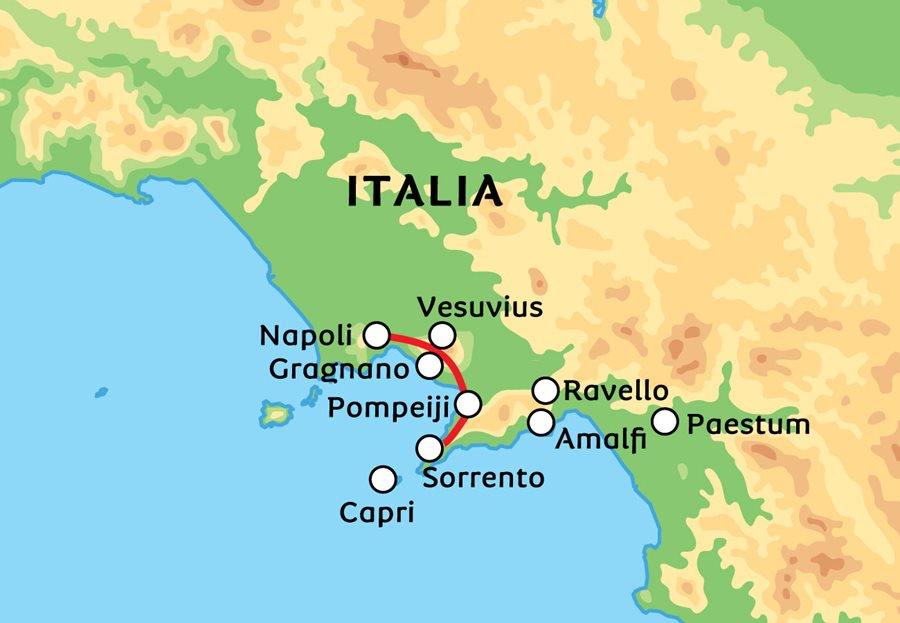 ITALIA
Vesuvius
Napoli
Gragnano
Pompeiji
Ravello
Amalfi
Paestum
Sorrento
Capri